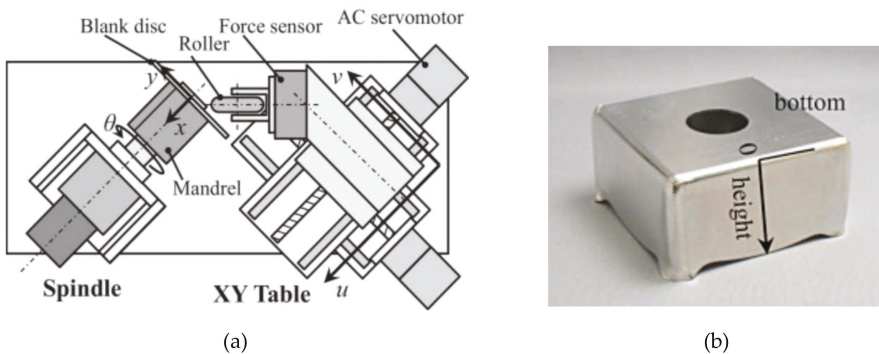 AC servomotor
Force sensor
Blank disc
Roller
y
v
x
θ
Mandrel
Spindle
XY Table
u
bottom
0
height
(a)
(b)